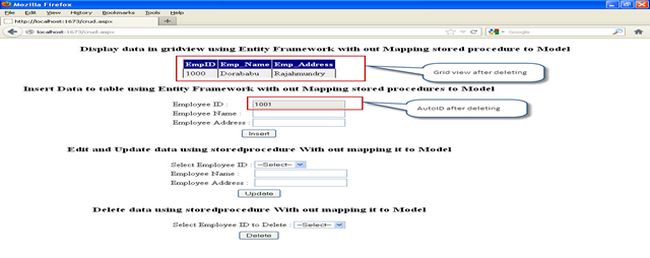 Mozilla Firefox
File Edit View History Bookmarks Tools Help
http://localhost:1673/crud.aspx
localhost:1673/crud.aspx
Google
Display data in gridview using Entity Framework with out Mapping stored procedure to Model
EmpID Emp_Name Emp_Address
1000 Dorababu Rajahmundry
Grid view after deleting
Insert Data to table using Entity Framework with out Mapping stored procedures to Model
Employee ID : 1001
AutoID after deleting
Employee Name :
Employee Address :
Insert
Edit and Update data using storedprocedure With out mapping it to Model
Select Employee ID : --Select--
Employee Name :
Employee Address :
Update
Delete data using storedprocedure With out mapping it to Model
Select Employee ID to Delete : --Select--
Delete